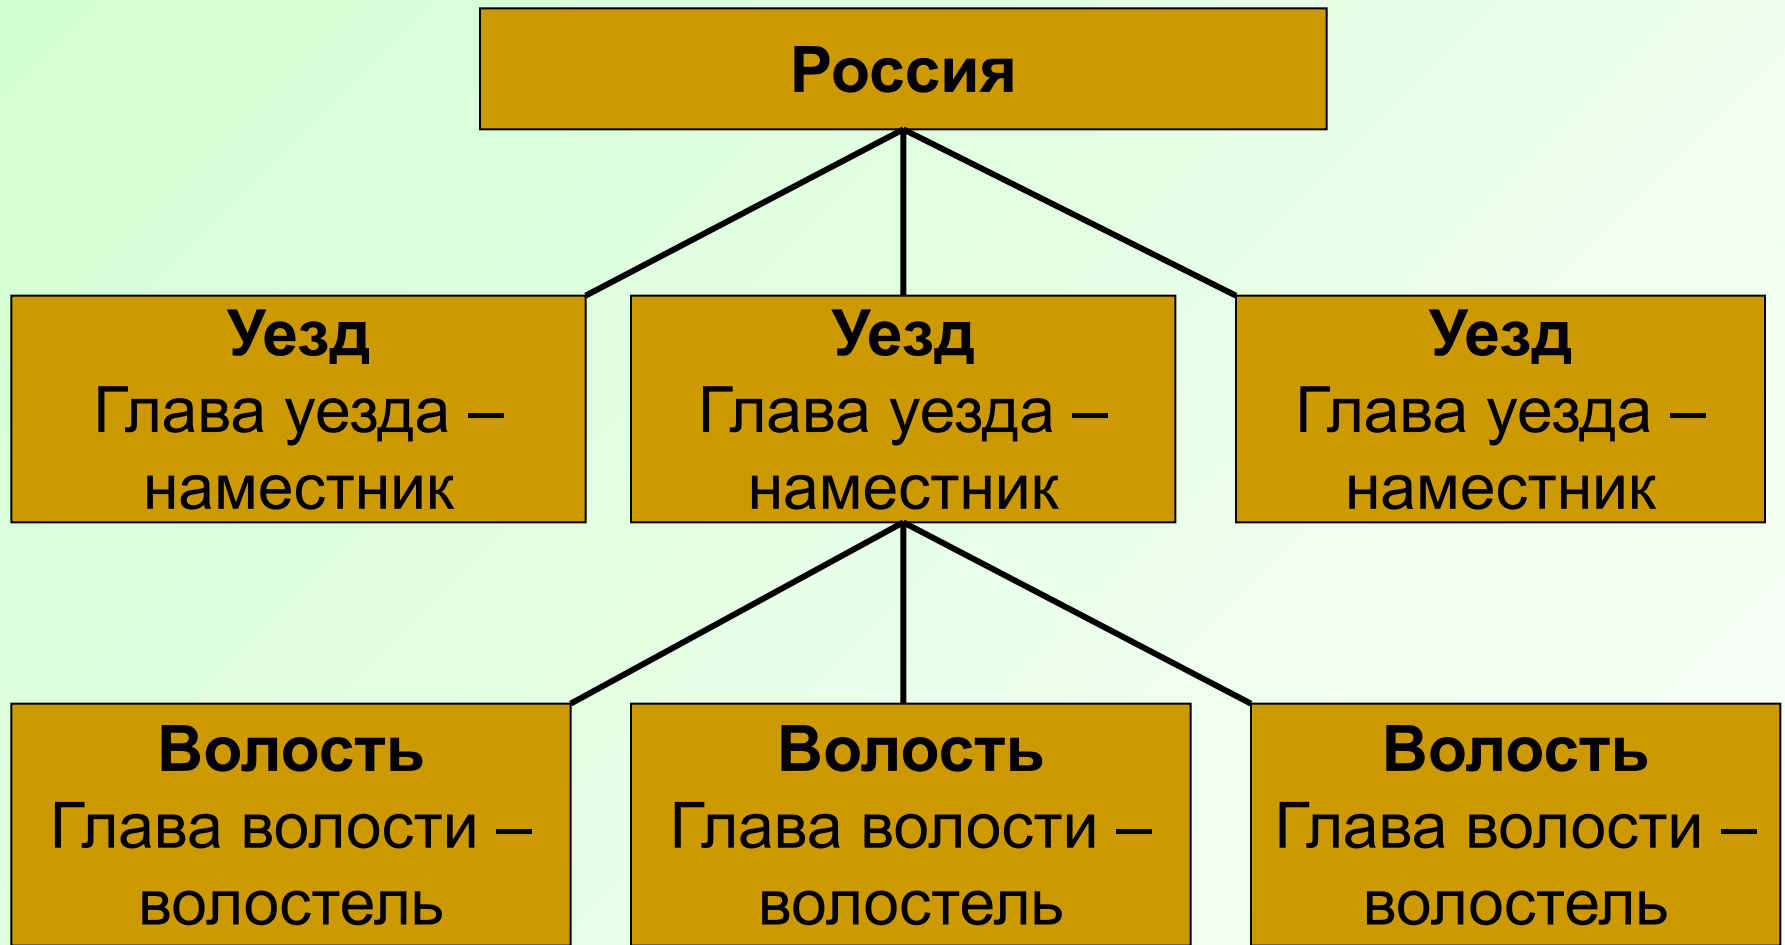 Россия
Уезд
Глава уезда –
наместник
Уезд
Глава уезда –
наместник
Уезд
Глава уезда –
наместник
Волость
Глава волости –
волостель
Волость
Глава волости –
волостель
Волость
Глава волости –
волостель